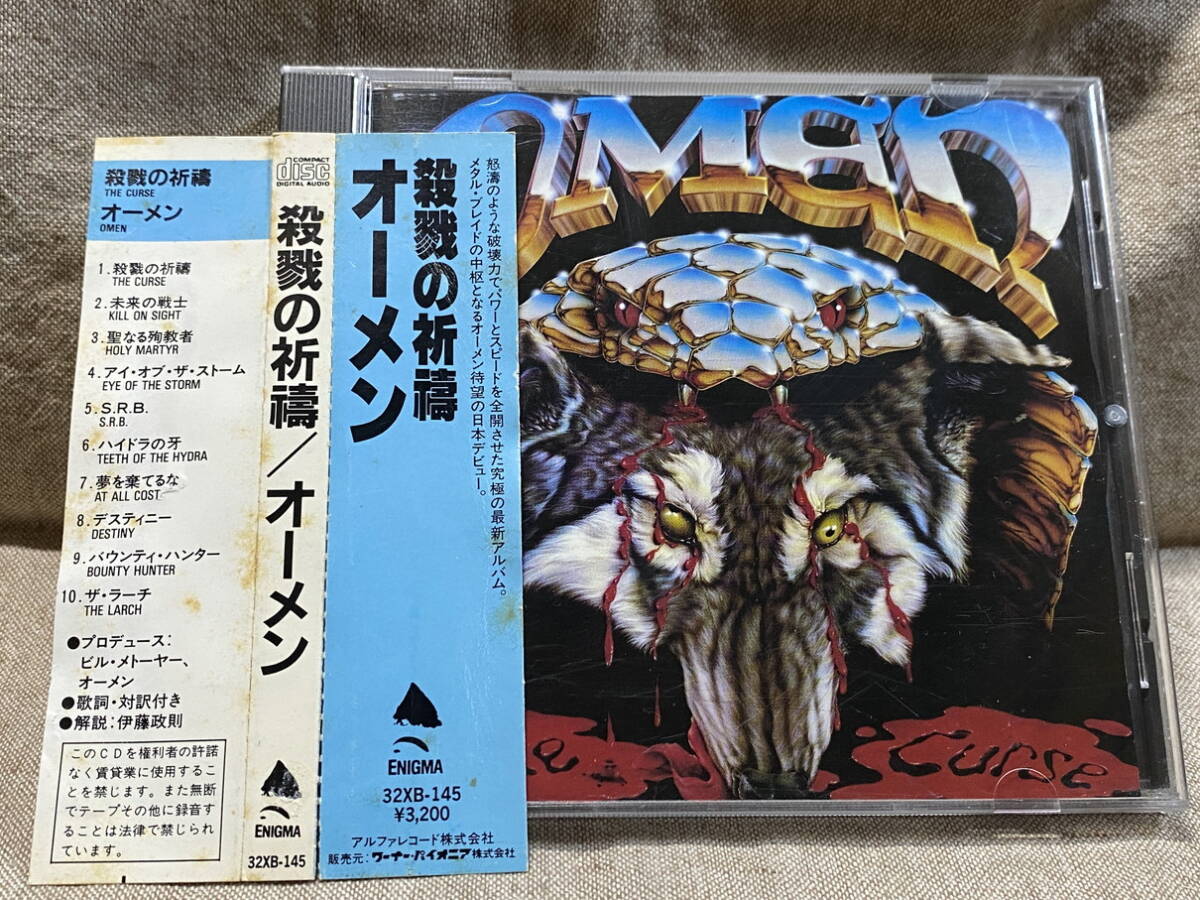 殺戮の祈禱
THE CURSE
オーメン
OMEN
1. 殺戮の祈禱
THE CURSE
2. 未来の戦士
KILL ON SIGHT
3. 聖なる殉教者
HOLY MARTYR
4. アイ・オブ・ザ・ストーム
EYE OF THE STORM
5. S.R.B.
S.R.B.
6. ハイドラの牙
TEETH OF THE HYDRA
7. 夢を棄てるな
AT ALL COST
8. デスティニー
DESTINY
9. バウンティ・ハンター
BOUNTY HUNTER
10. ザ・ラーチ
THE LARCH
●プロデュース:
ビル・メトーヤー、
オーメン
●歌詞・対訳付き
●解説:伊藤政則
このCDを権利者の許諾
なく賃貸業に使用するこ
とを禁じます。また無断
でテープその他に録音す
ることは法律で禁じられ
ています。
COMPACT
disc
DIGITAL AUDIO
殺戮の祈禱/オーメン
ENIGMA
32XB-145
怒濤のような破壊力でパワーとスピードを全開させた究極の最新アルバム。
メタル・ブレイドの中枢となるオーメン待望の日本デビュー。
殺戮の祈禱
オーメン
ENIGMA
32XB-145
¥3,200
アルファレコード株式会社
販売元:ワーナー・パイオニア株式会社
OMEN
Curse